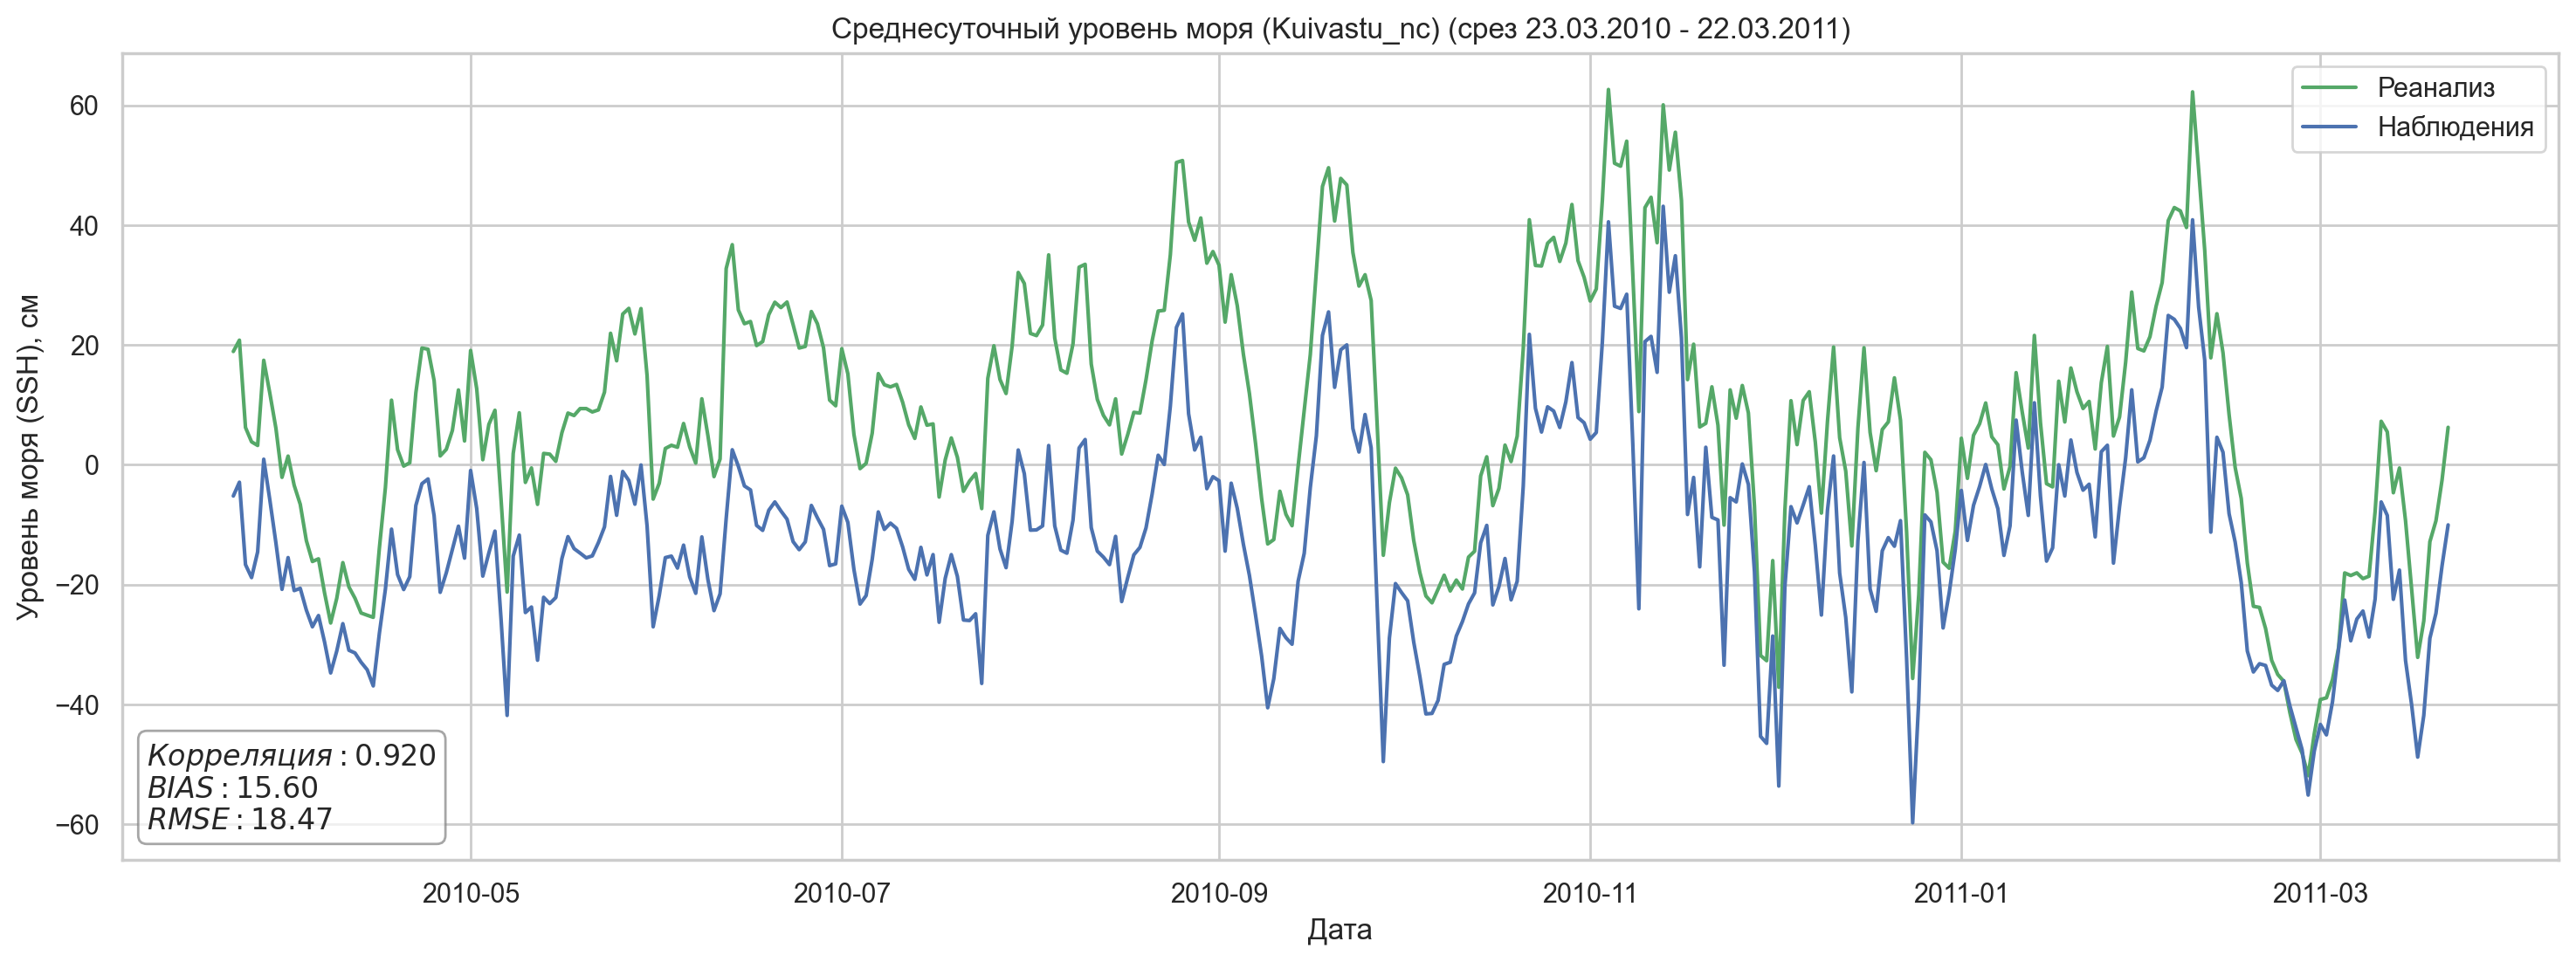 Среднесуточный уровень моря (Kuivastu_nc) (срез 23.03.2010 - 22.03.2011)
Реанализ
Наблюдения
Уровень моря (SSH), см
60
40
20
0
−20
−40
−60
Корреляция : 0.920
BIAS : 15.60
RMSE : 18.47
2010-05
2010-07
2010-09
2010-11
2011-01
2011-03
Дата